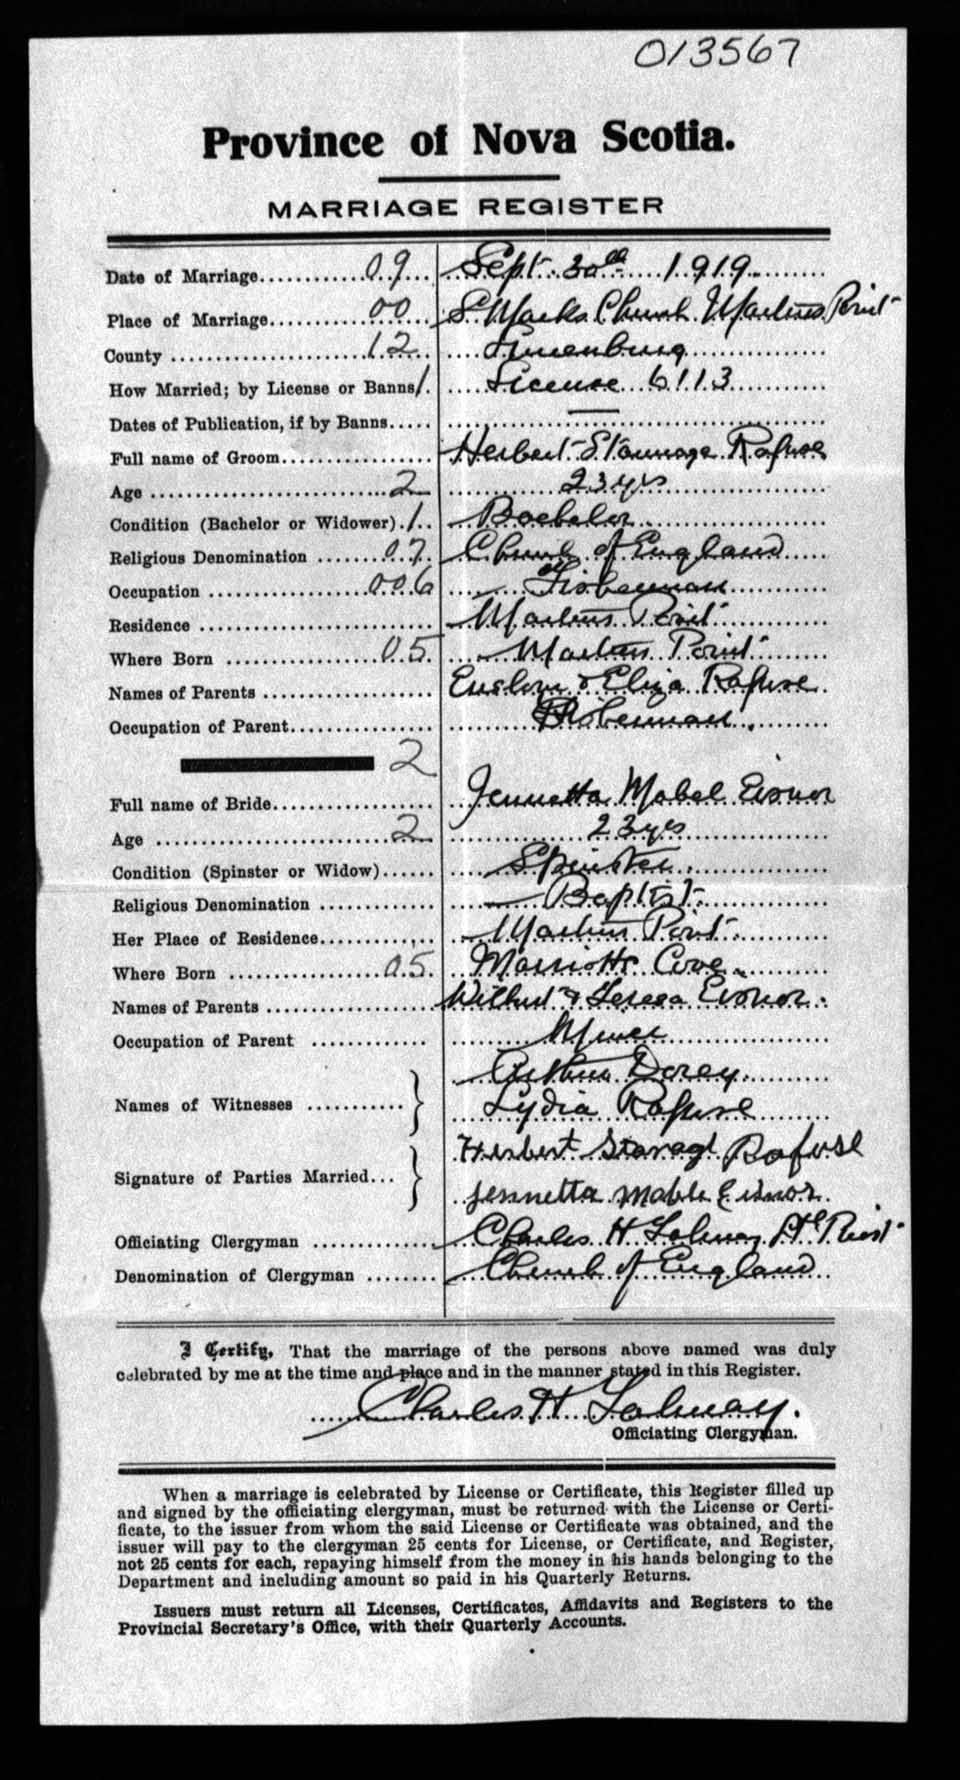 013567
Province of Nova Scotia.
MARRIAGE REGISTER
Date of Marriage 09 Sept 30th 1919
Place of Marriage 00 S Marks Church Martins Point
County 12 Lunenburg
How Married; by License or Banns 1 License 6113
Dates of Publication, if by Banns —
Full name of Groom Herbert Stannage Rafuse
Age 2 23 yrs
Condition (Bachelor or Widower) 1 Bachelor
Religious Denomination 07 Church of England
Occupation 006 Fisherman
Residence Martins Point
Where Born 05 Martins Point
Names of Parents & Eliza Rafuse
Occupation of Parent Fisherman
2
Full name of Bride Jennetta Mabel Eisnor
Age 2 23 yrs
Condition (Spinster or Widow) Spinster
Religious Denomination Baptist
Her Place of Residence Martins Point
Where Born 05 Marriotts Cove
Names of Parents & Teresa Eisnor
Occupation of Parent Miner
Names of Witnesses Arthur Dorey
Lydia Rafuse
Signature of Parties Married Herbert Rafuse
Jennetta Mable Eisnor
Officiating Clergyman Charles H
Denomination of Clergyman Church of England
I Certify, That the marriage of the persons above named was duly
celebrated by me at the time and place and in the manner stated in this Register.
Charles H
Officiating Clergyman.
When a marriage is celebrated by License or Certificate, this Register filled up
and signed by the officiating clergyman, must be returned with the License or Certi-
ficate, to the issuer from whom the said License or Certificate was obtained, and the
issuer will pay to the clergyman 25 cents for License, or Certificate, and Register,
not 25 cents for each, repaying himself from the money in his hands belonging to the
Department and including amount so paid in his Quarterly Returns.
Issuers must return all Licenses, Certificates, Affidavits and Registers to the
Provincial Secretary's Office, with their Quarterly Accounts.